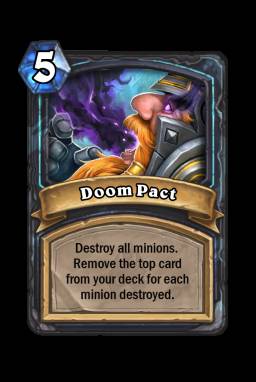 5
Doom Pact
Destroy all minions.
Remove the top card
from your deck for each
minion destroyed.